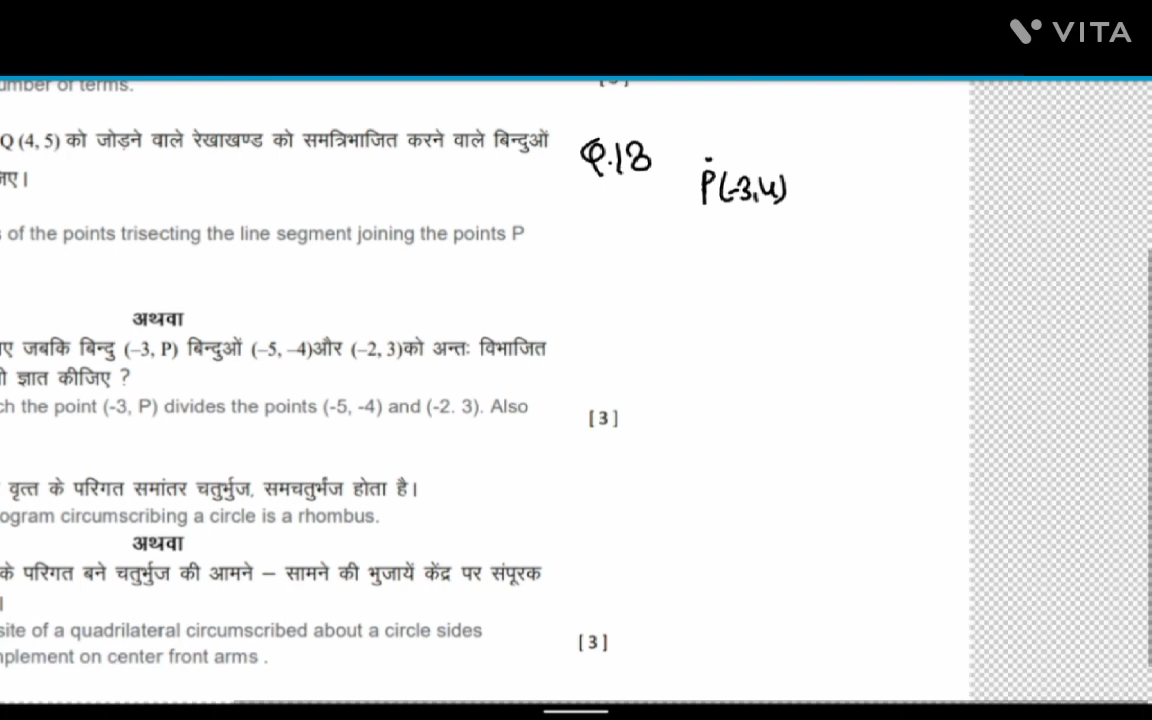 VITA
umber of terms.
Q (4, 5) को जोड़ने वाले रेखाखण्ड को समत्रिभाजित करने वाले बिन्दुओं
जिए।
Q.18
P(-3,4)
of the points trisecting the line segment joining the points P
अथवा
ए जबकि बिन्दु (–3, P) बिन्दुओं (–5, –4)और (–2, 3)को अन्तः विभाजित
ज्ञात कीजिए ?
ch the point (-3, P) divides the points (-5, -4) and (-2. 3). Also
[ 3 ]
वृत्त के परिगत समांतर चतुर्भुज, समचतुर्भंज होता है।
ogram circumscribing a circle is a rhombus.
अथवा
के परिगत बने चतुर्भुज की आमने – सामने की भुजायें केंद्र पर संपूरक
site of a quadrilateral circumscribed about a circle sides
[ 3 ]
nplement on center front arms .